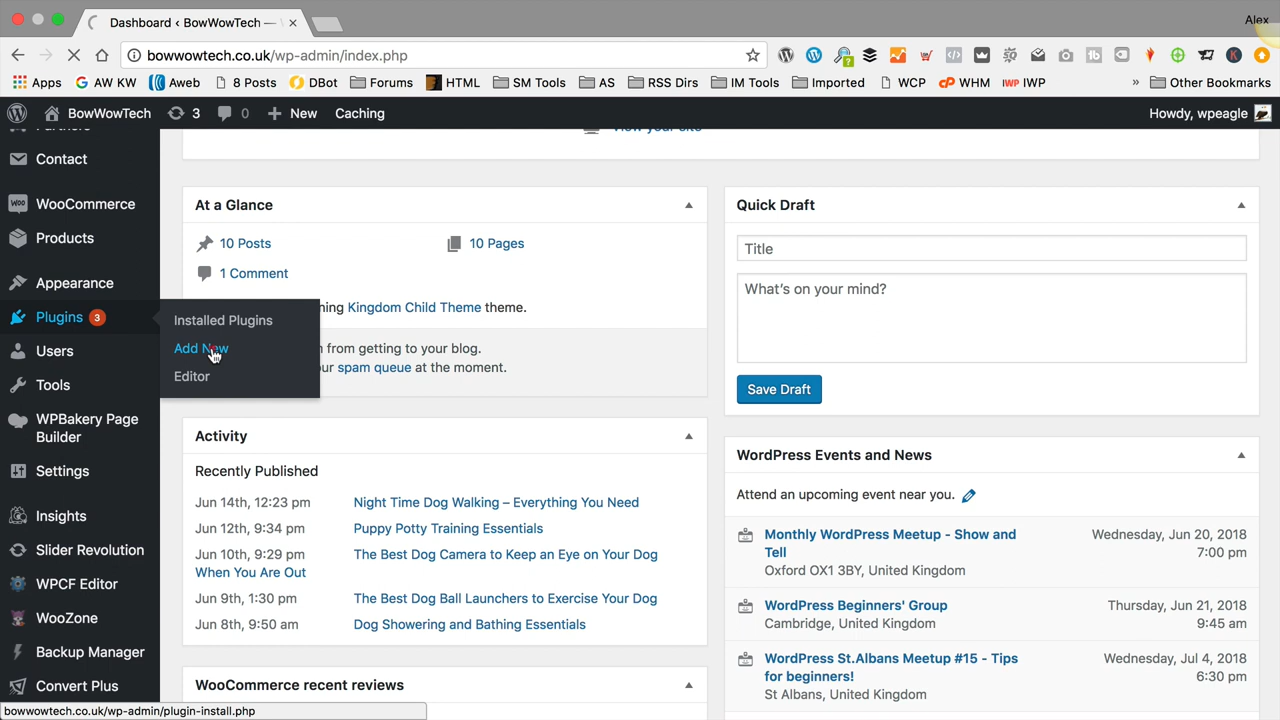 Dashboard ‹ BowWowTech —
Alex
bowwowtech.co.uk/wp-admin/index.php
Apps
AW KW
Aweb
8 Posts
DBot
Forums
HTML
SM Tools
AS
RSS Dirs
IM Tools
Imported
WCP
WHM
IWP
»
Other Bookmarks
BowWowTech
3
0
New
Caching
Howdy, wpeagle
Contact
WooCommerce
Products
Appearance
Plugins 3
Users
Tools
WPBakery Page
Builder
Settings
Insights
Slider Revolution
WPCF Editor
WooZone
Backup Manager
Convert Plus
Installed Plugins
Add New
Editor
View your site
At a Glance
10 Posts
10 Pages
1 Comment
Kingdom Child Theme theme.
from getting to your blog.
spam queue at the moment.
Activity
Recently Published
Jun 14th, 12:23 pm Night Time Dog Walking – Everything You Need
Jun 12th, 9:34 pm Puppy Potty Training Essentials
Jun 10th, 9:29 pm The Best Dog Camera to Keep an Eye on Your Dog
When You Are Out
Jun 9th, 1:30 pm The Best Dog Ball Launchers to Exercise Your Dog
Jun 8th, 9:50 am Dog Showering and Bathing Essentials
WooCommerce recent reviews
Quick Draft
Title
What's on your mind?
Save Draft
WordPress Events and News
Attend an upcoming event near you.
Monthly WordPress Meetup - Show and
Tell
Oxford OX1 3BY, United Kingdom
Wednesday, Jun 20, 2018
7:00 pm
WordPress Beginners' Group
Cambridge, United Kingdom
Thursday, Jun 21, 2018
9:45 am
WordPress St.Albans Meetup #15 - Tips
for beginners!
St Albans, United Kingdom
Wednesday, Jul 4, 2018
6:30 pm
bowwowtech.co.uk/wp-admin/plugin-install.php